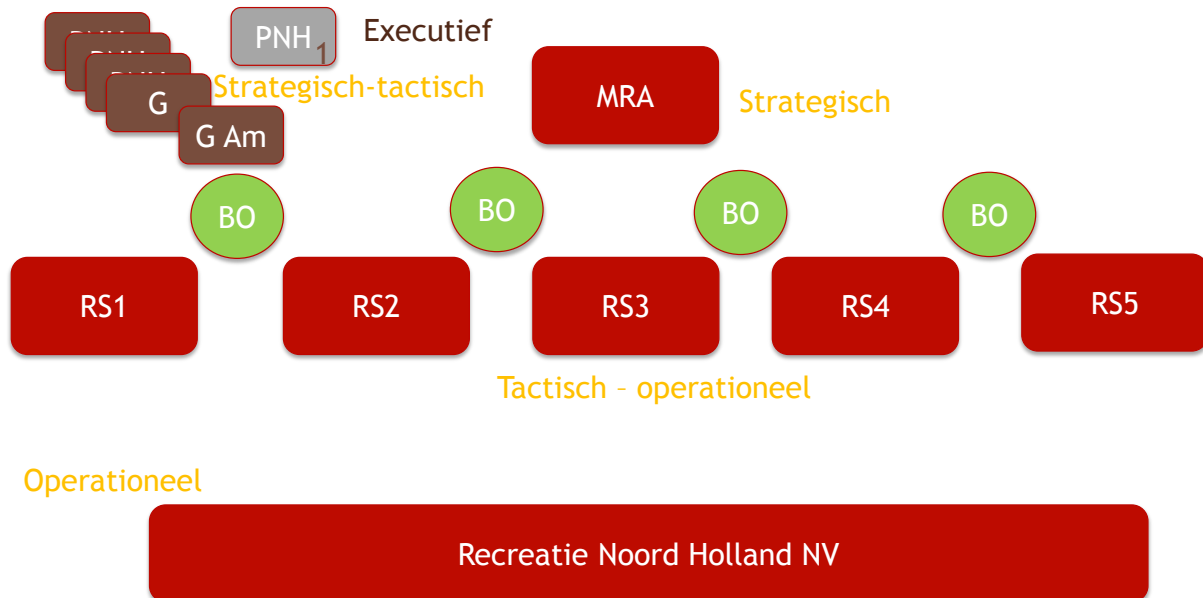 PNH
1
Executief
Strategisch-tactisch
G
G Am
MRA
Strategisch
BO
BO
BO
BO
RS1
RS2
RS3
RS4
RS5
Tactisch – operationeel
Operationeel
Recreatie Noord Holland NV